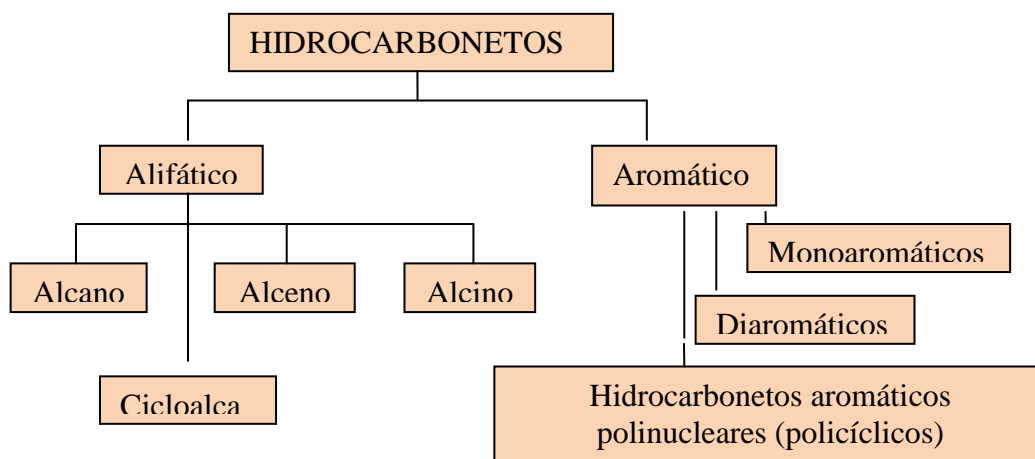 HIDROCARBONETOS
Alifático
Aromático
Monoaromáticos
Alcano
Alceno
Alcino
Diaromáticos
Cicloalca
Hidrocarbonetos aromáticos
polinucleares (policíclicos)